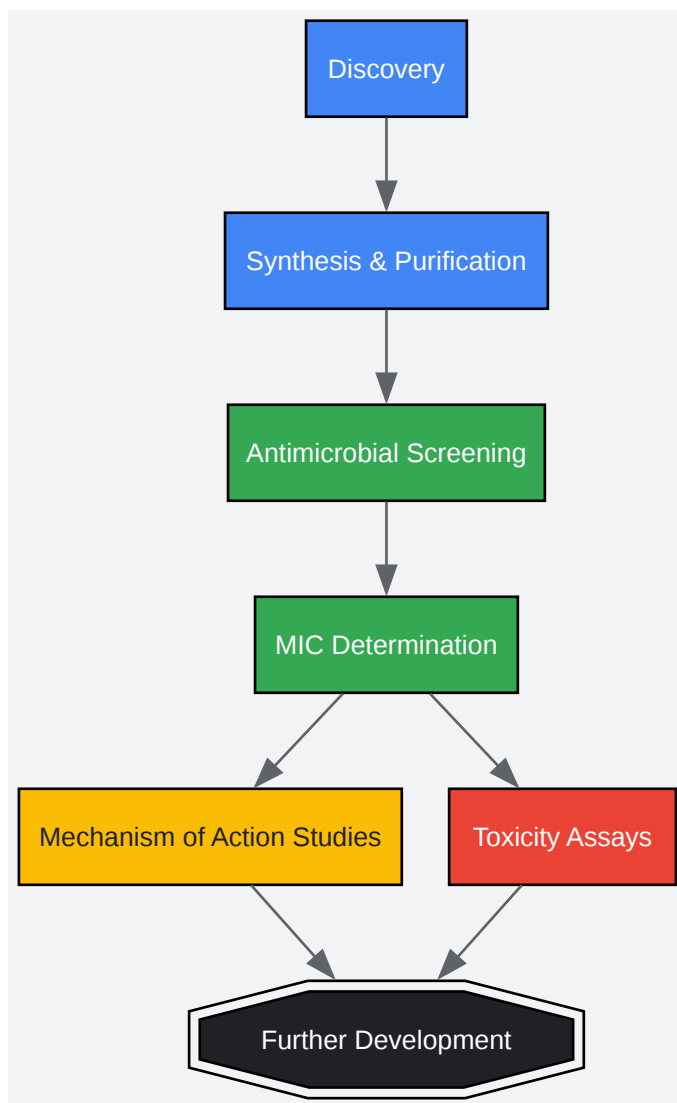 Discovery
Synthesis & Purification
Antimicrobial Screening
MIC Determination
Mechanism of Action Studies
Toxicity Assays
Further Development